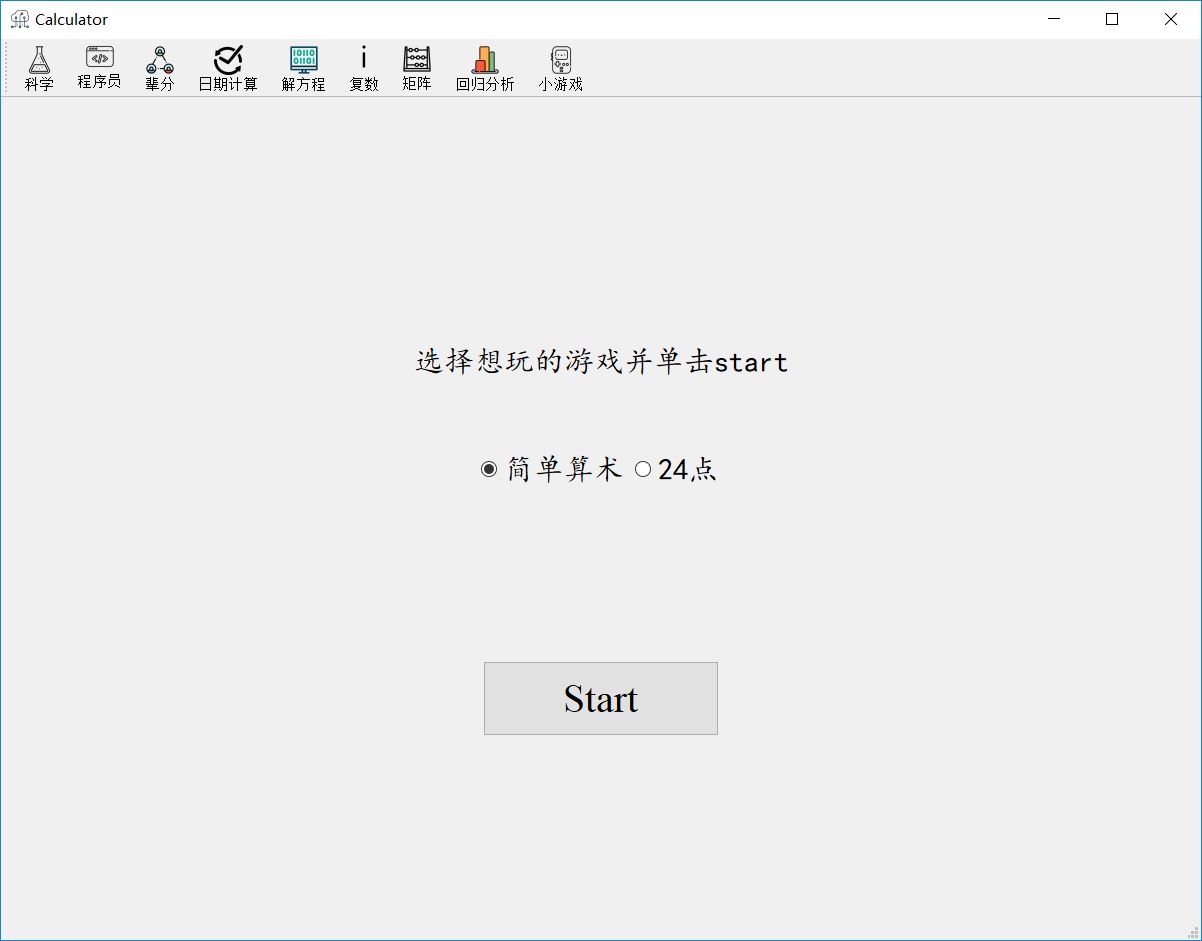 Calculator
科学 程序员 辈分 日期计算 解方程 复数 矩阵 回归分析 小游戏
选择想玩的游戏并单击start
简单算术 24点
Start